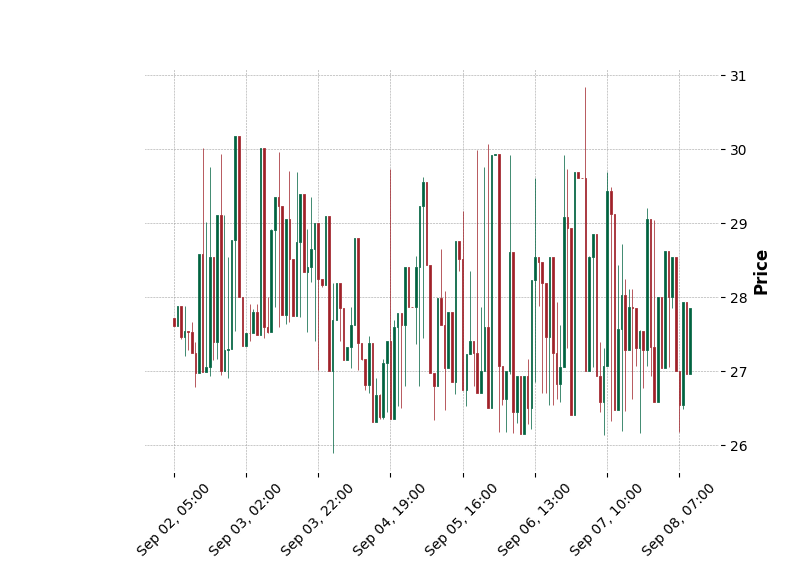 31
30
29
28
27
26
Price
Sep 02, 05:00
Sep 03, 02:00
Sep 03, 22:00
Sep 04, 19:00
Sep 05, 16:00
Sep 06, 13:00
Sep 07, 10:00
Sep 08, 07:00